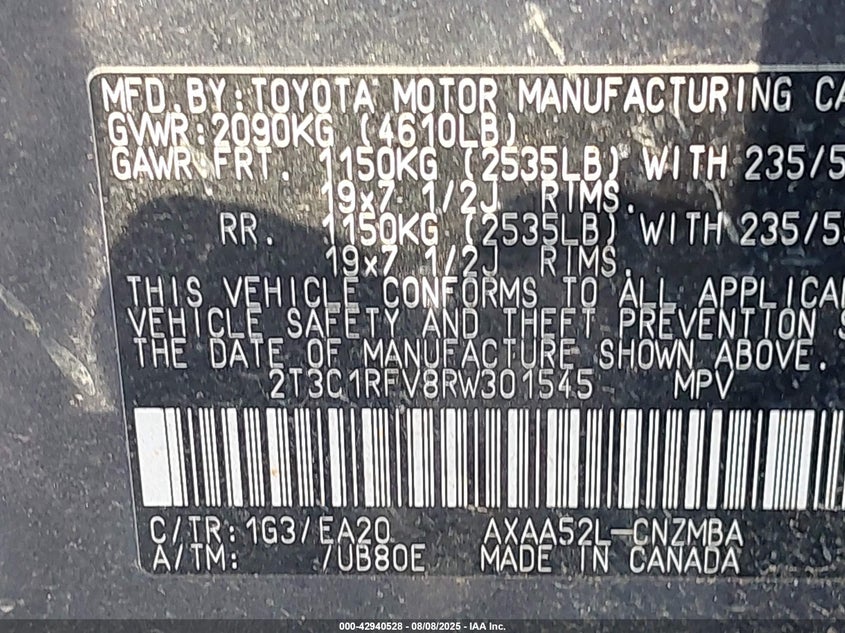 MFD.BY:TOYOTA MOTOR MANUFACTURING CA
GVWR:2090KG (4610LB)
GAWR.FRT. 1150KG (2535LB) WITH 235/5
19x7 1/2J RIMS.
RR. 1150KG (2535LB) WITH 235/5
19x7 1/2J RIMS.
THIS VEHICLE CONFORMS TO ALL APPLICA
VEHICLE SAFETY AND THEFT PREVENTION S
THE DATE OF MANUFACTURE SHOWN ABOVE.
2T3C1RFV8RW301545 MPV
C/TR:1G3/EA20 AXAA52L-CNZMBA
A/TM: /UB80E MADE IN CANADA
000-42940528 - 08/08/2025 - IAA Inc.